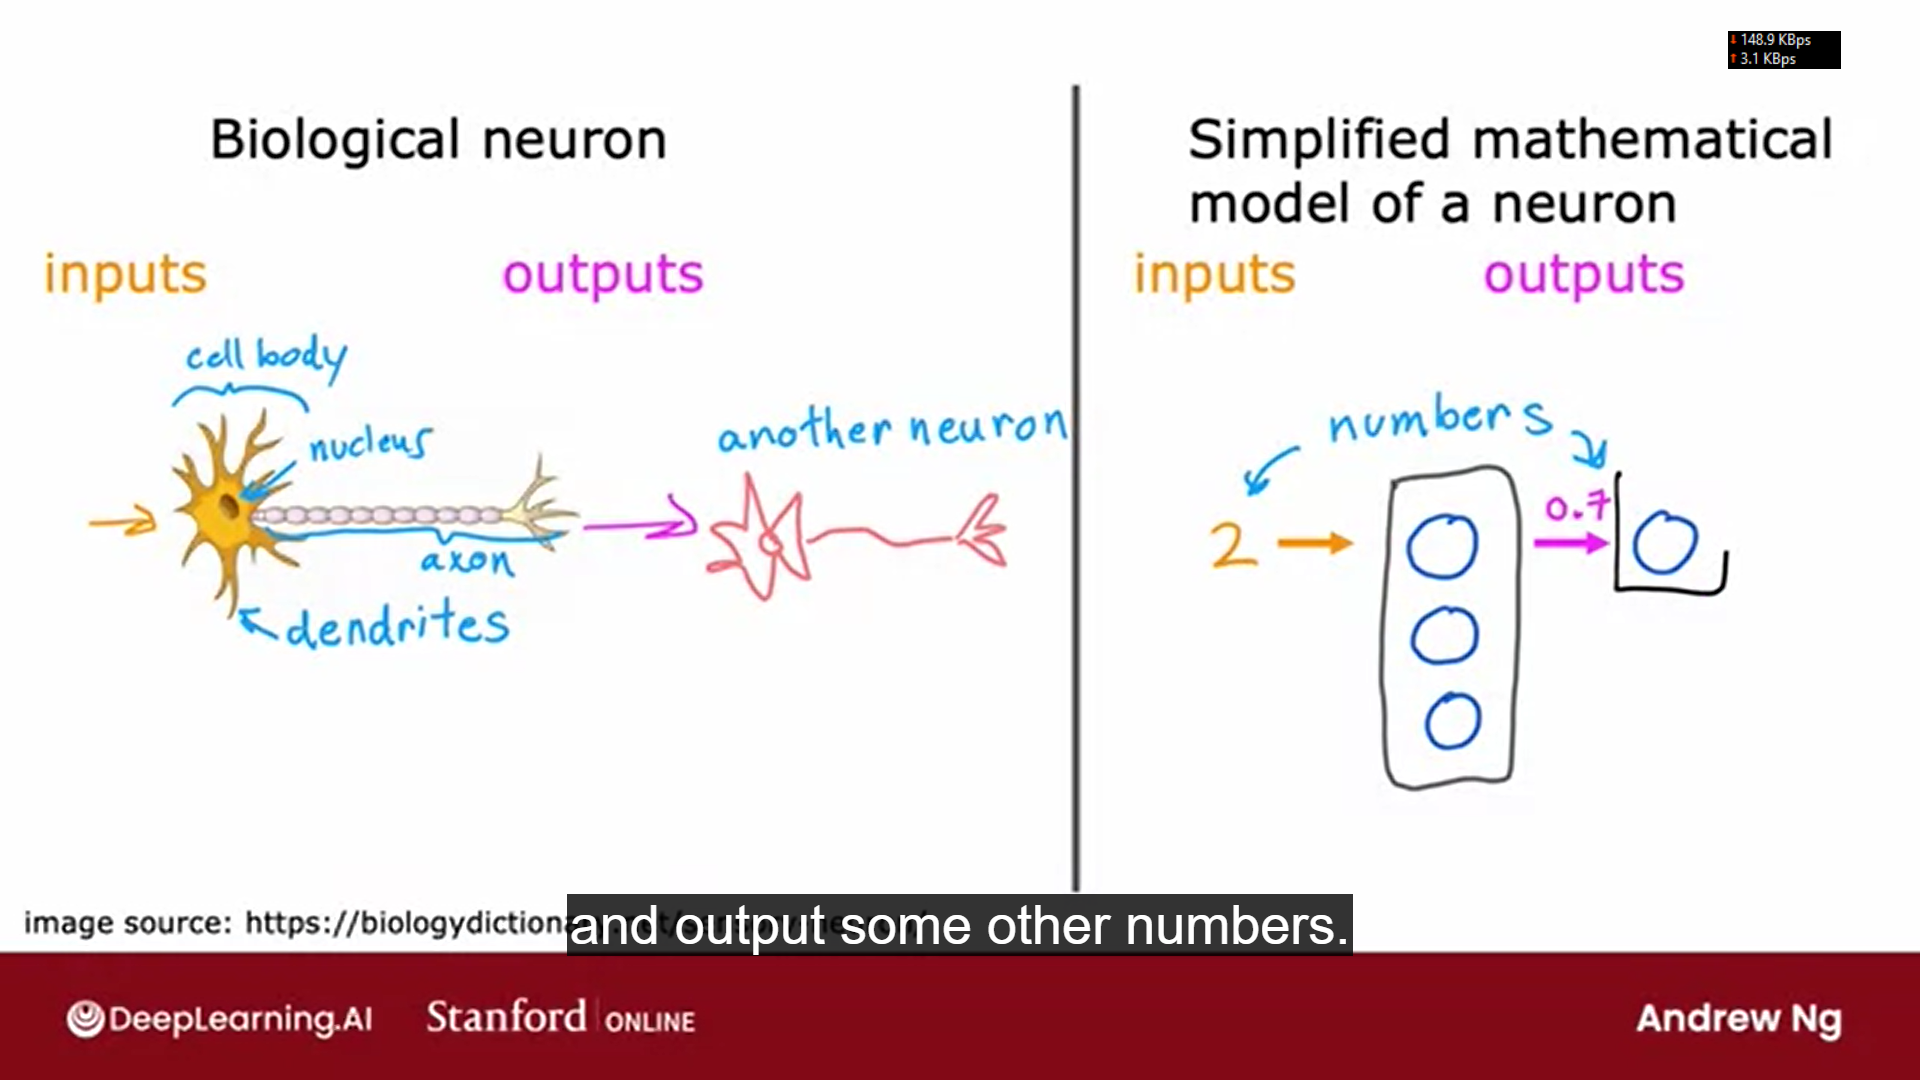 148.9 KBps
3.1 KBps
Biological neuron
inputs
outputs
cell body
nucleus
axon
dendrites
another neuron
Simplified mathematical
model of a neuron
inputs
outputs
numbers
2
0.7
image source: https://biologydictionary
and output some other numbers.
DeepLearning.AI
Stanford ONLINE
Andrew Ng